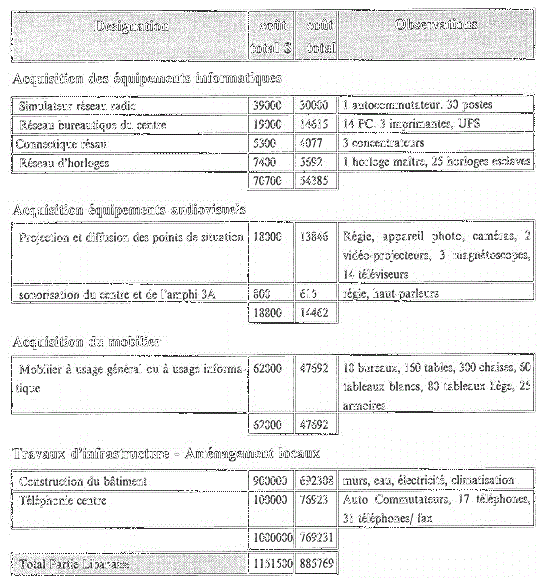 Désignation coût total $ coût total Observations
Acquisition des équipements informatiques
Simulateur réseau radio 39000 30000 1 autocommutateur, 30 postes
Réseau bureautique du centre 19000 14615 14 PC, 3 imprimantes, UPS
Connectique réseau 5300 4077 3 concentrateurs
Réseau d'horloges 7400 5692 1 horloge maître, 25 horloges esclaves
70700 54385
Acquisition équipements audiovisuels
Projection et diffusion des points de situation 18000 13846 Régie, appareil photo, caméras, 2
vidéo-projecteurs, 3 magnétoscopes,
14 téléviseurs
sonorisation du centre et de l'amphi 3A 800 615 régie, haut-parleurs
18800 14462
Acquisition du mobilier
Mobilier à usage général ou à usage informa- 62000 47692 18 bureaux, 160 tables, 300 chaises, 60
tique tableaux blancs, 80 tableaux liège, 25
armoires
62000 47692
Travaux d'infrastructure - Aménagement locaux
Construction du bâtiment 900000 692308 murs, eau, électricité, climatisation
Téléphonie centre 100000 76923 Auto Commutateurs, 17 téléphones,
31 téléphones/ fax
1000000 769231
Total Partie Libanaise 1151500 885769